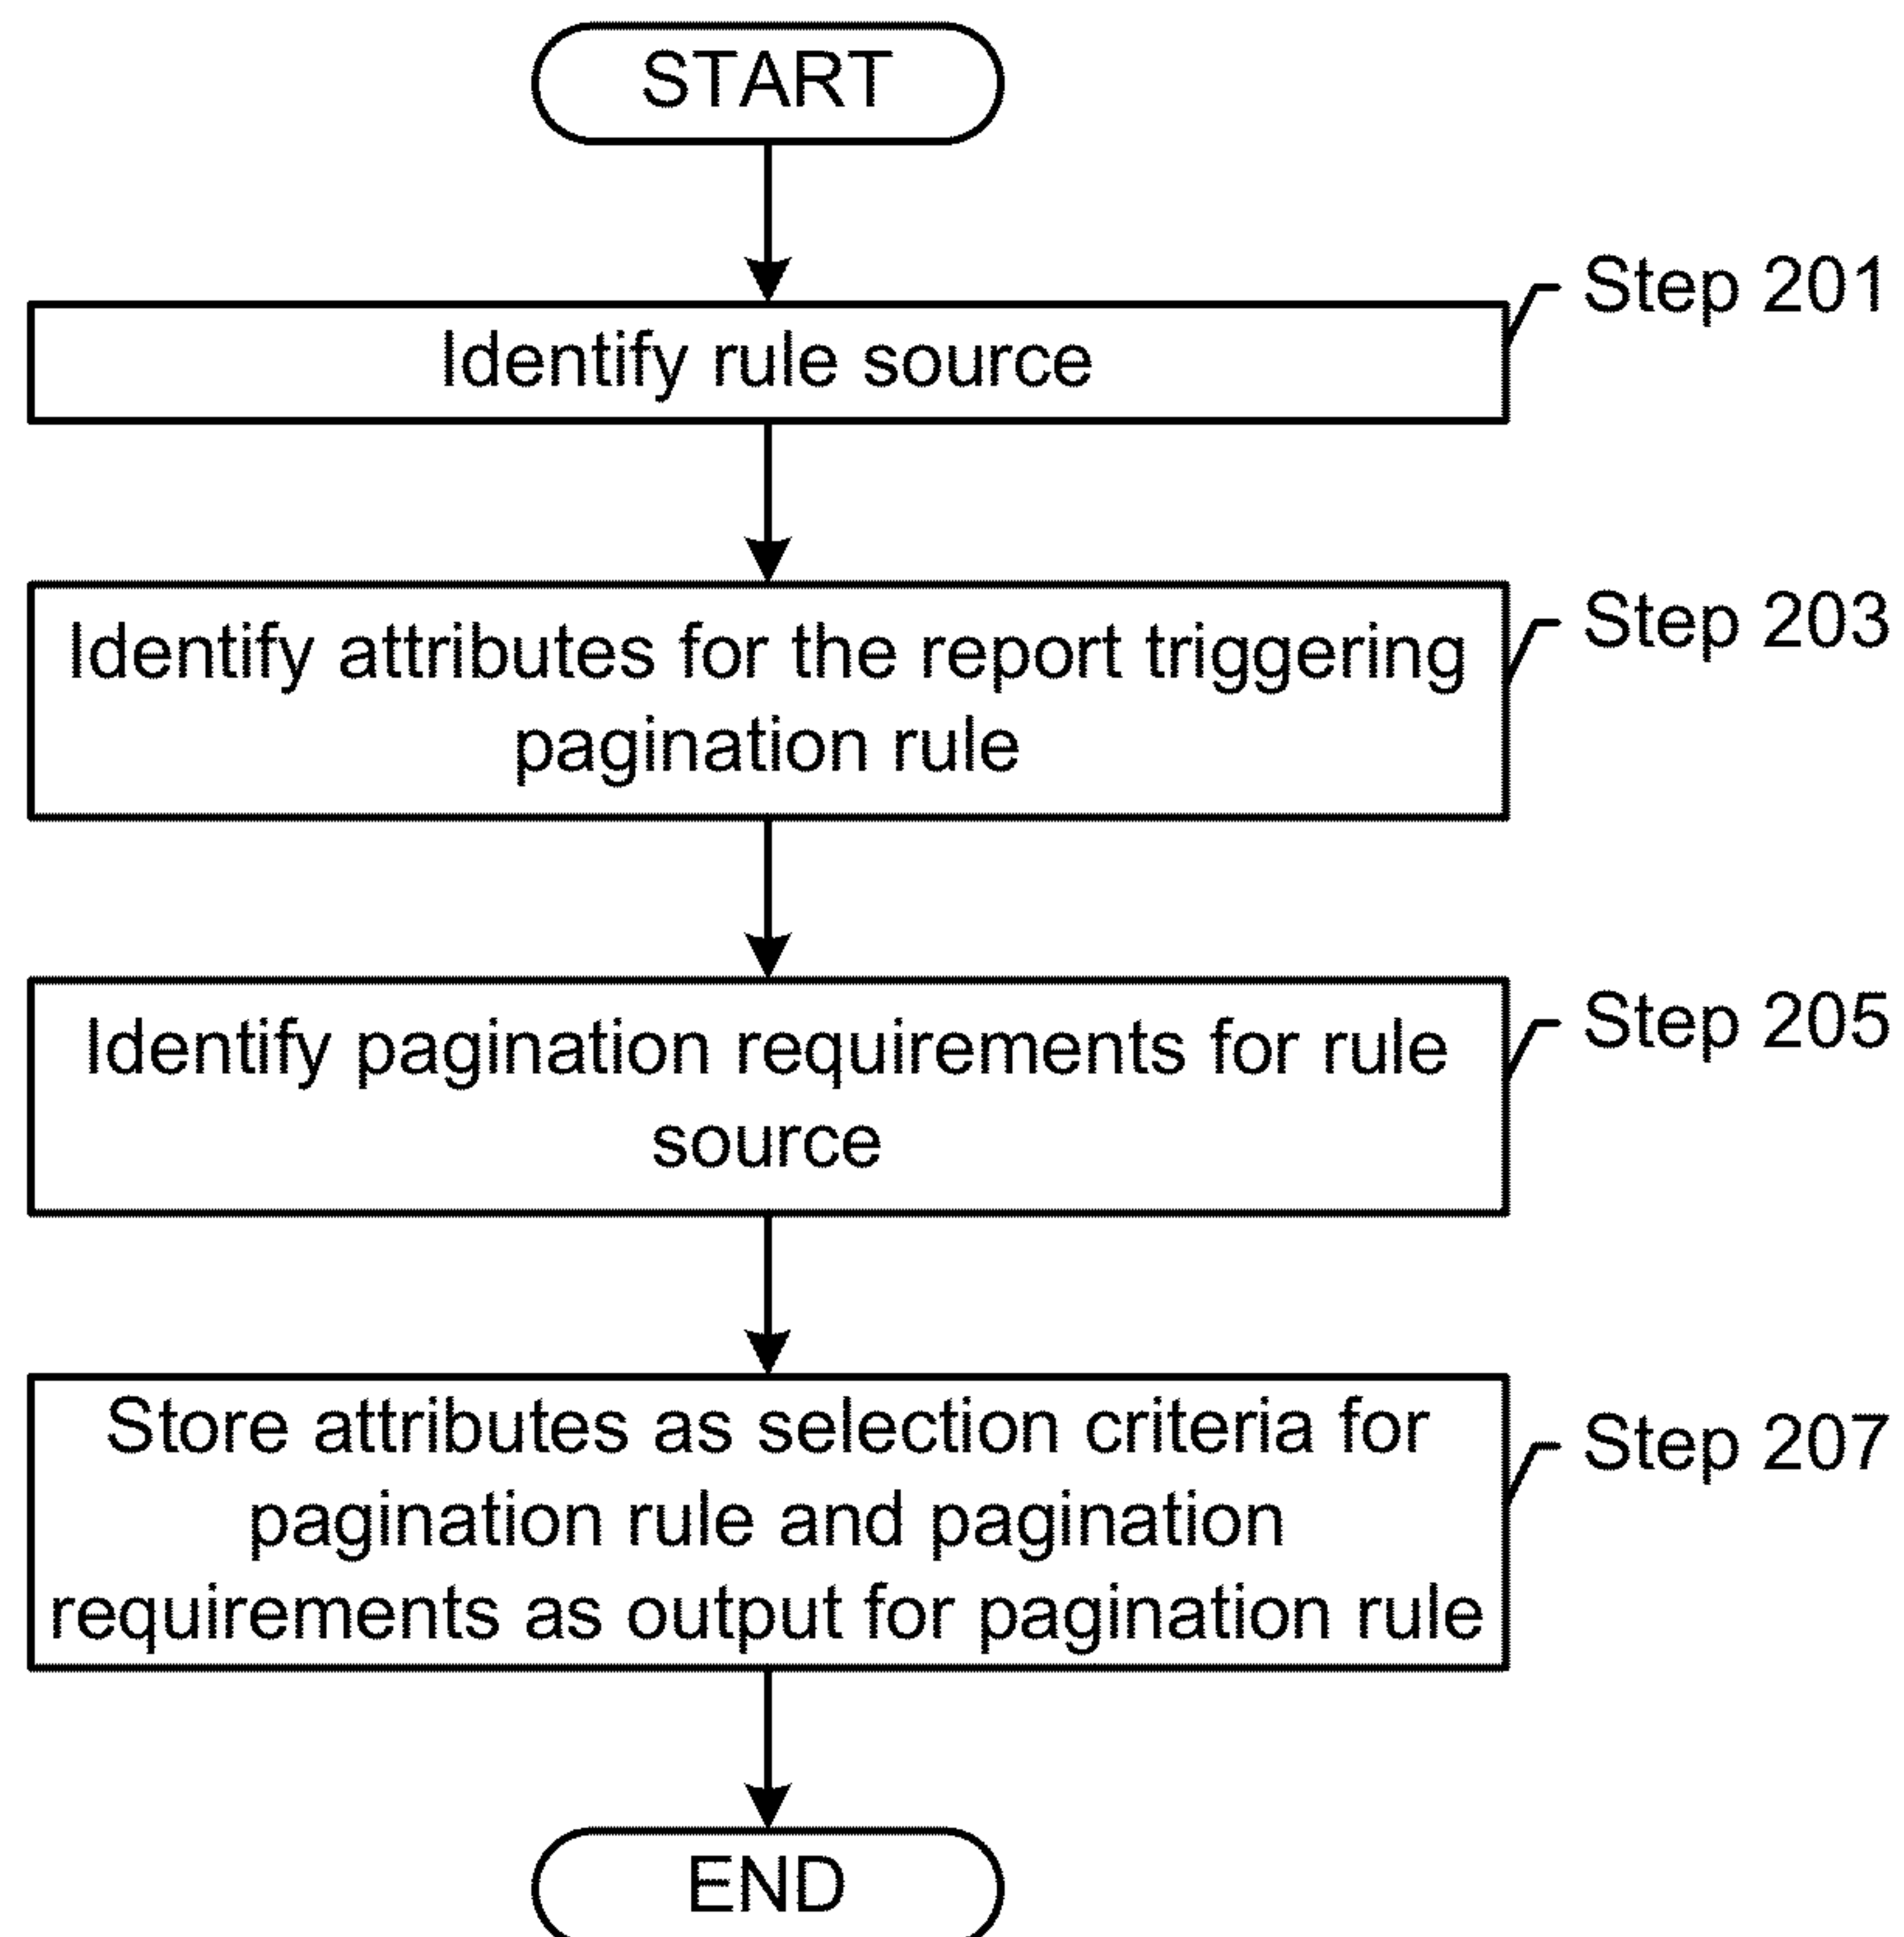 START
Step 201
Identify rule source
Step 203
Identify attributes for the report triggering
pagination rule
Step 205
Identify pagination requirements for rule
source
Step 207
Store attributes as selection criteria for
pagination rule and pagination
requirements as output for pagination rule
END